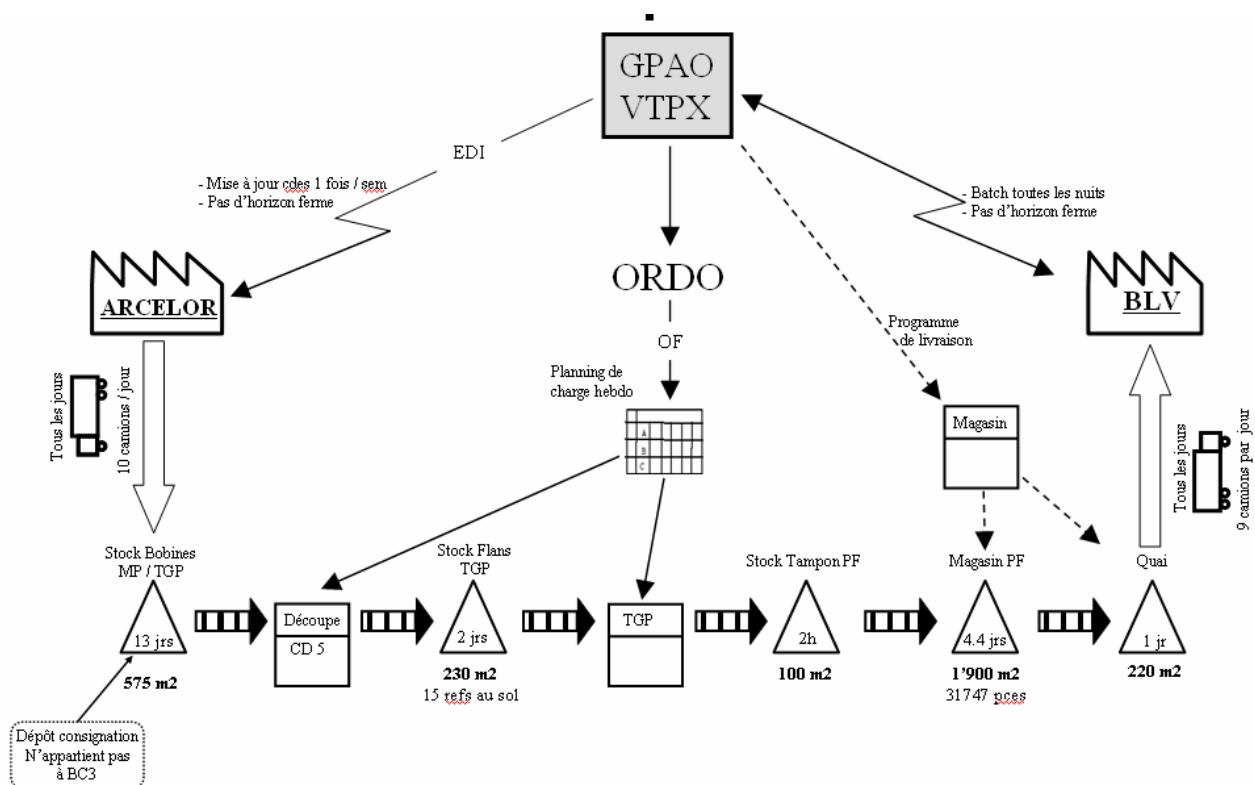 GPAO
VTPX
EDI
- Mise à jour cdes 1 fois / sem
- Pas d'horizon ferme
- Batch toutes les nuits
- Pas d'horizon ferme
ARCELOR
ORDO
BLV
OF
Programme
de livraison
Planning de
charge hebdo
A
B
C
Magasin
Tous les jours
10 camions / jour
Tous les jours
9 camions par jour
Stock Bobines
MP / TGP
13 jrs
575 m2
Découpe
CD 5
Stock Flans
TGP
2 jrs
230 m2
15 refs au sol
TGP
Stock Tampon PF
2h
100 m2
Magasin PF
4.4 jrs
1'900 m2
31747 pces
Quai
1 jr
220 m2
Dépôt consignation
N'appartient pas
à BC3